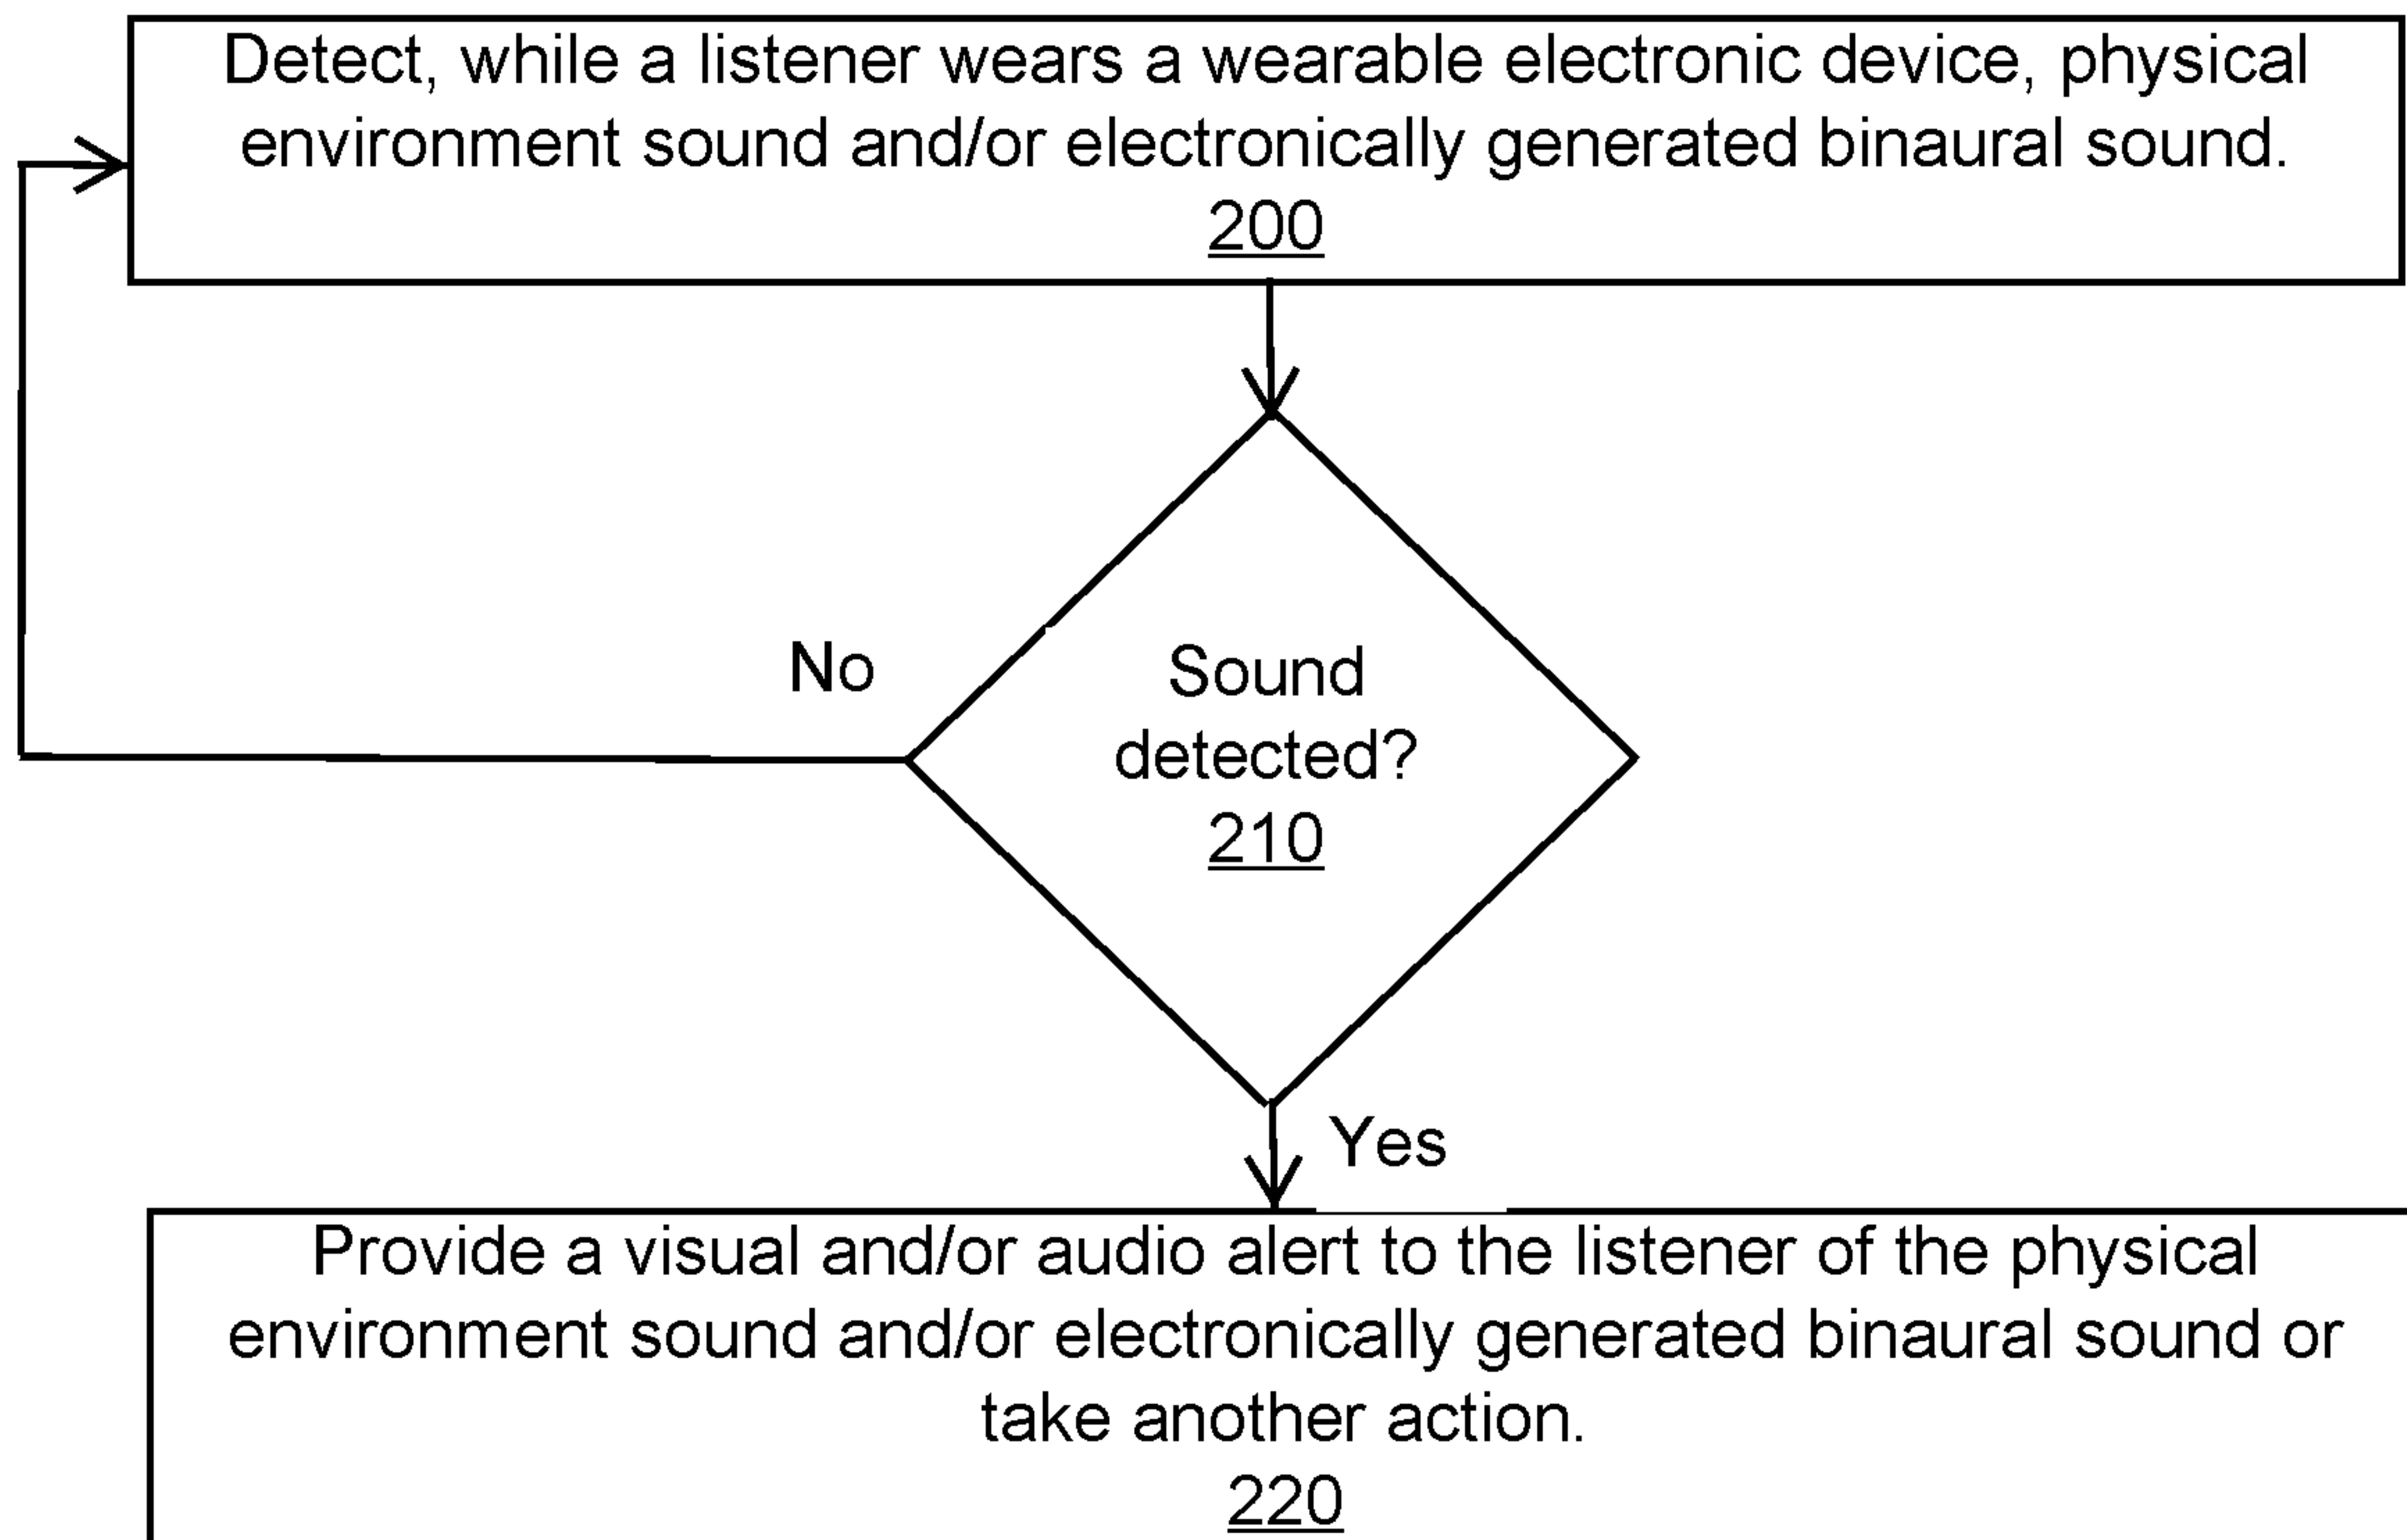 Detect, while a listener wears a wearable electronic device, physical
environment sound and/or electronically generated binaural sound.
200
No
Sound
detected?
210
Yes
Provide a visual and/or audio alert to the listener of the physical
environment sound and/or electronically generated binaural sound or
take another action.
220